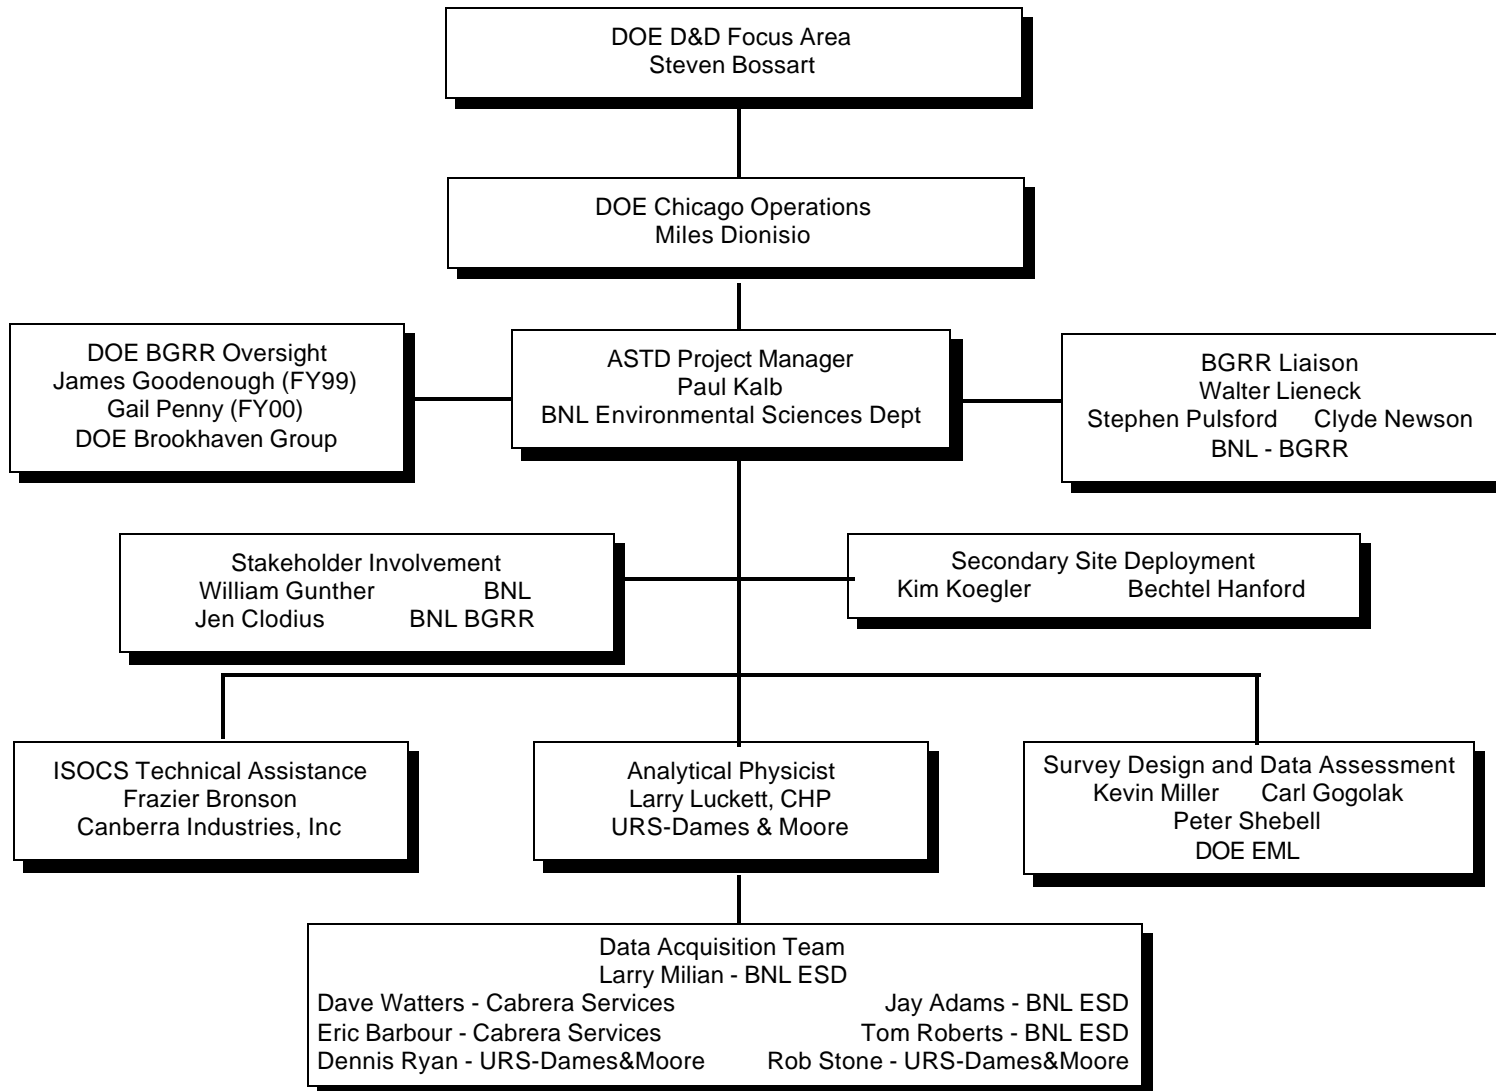 DOE D&D Focus Area
Steven Bossart
DOE Chicago Operations
Miles Dionisio
DOE BGRR Oversight
James Goodenough (FY99)
Gail Penny (FY00)
DOE Brookhaven Group
ASTD Project Manager
Paul Kalb
BNL Environmental Sciences Dept
BGRR Liaison
Walter Lieneck
Stephen Pulsford Clyde Newson
BNL - BGRR
Stakeholder Involvement
William Gunther BNL
Jen Clodius BNL BGRR
Secondary Site Deployment
Kim Koegler Bechtel Hanford
ISOCS Technical Assistance
Frazier Bronson
Canberra Industries, Inc
Analytical Physicist
Larry Luckett, CHP
URS-Dames & Moore
Survey Design and Data Assessment
Kevin Miller Carl Gogolak
Peter Shebell
DOE EML
Data Acquisition Team
Larry Milian - BNL ESD
Dave Watters - Cabrera Services Jay Adams - BNL ESD
Eric Barbour - Cabrera Services Tom Roberts - BNL ESD
Dennis Ryan - URS-Dames&Moore Rob Stone - URS-Dames&Moore